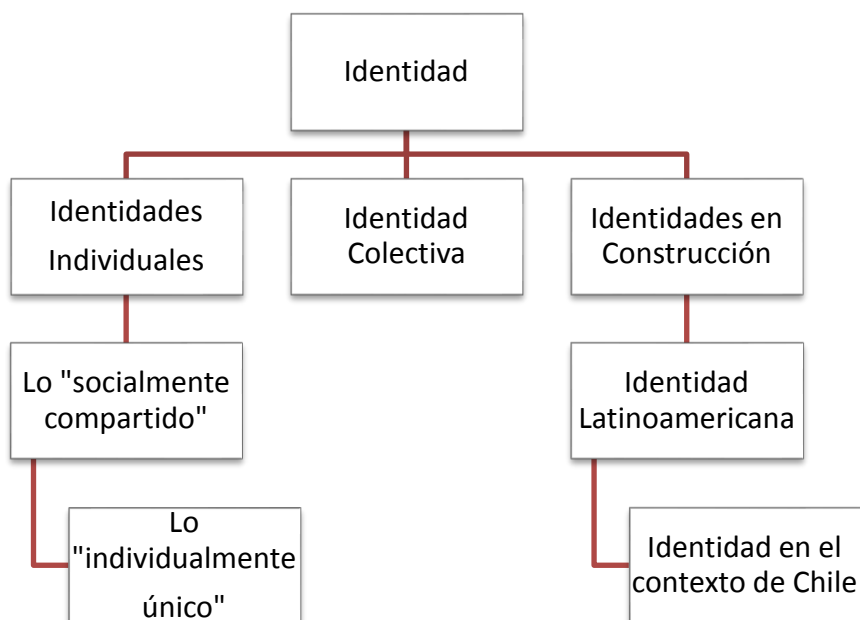 Identidad
Identidades
Individuales
Identidad
Colectiva
Identidades en
Construcción
Lo "socialmente
compartido"
Identidad
Latinoamericana
Lo
"individualmente
único"
Identidad en el
contexto de Chile